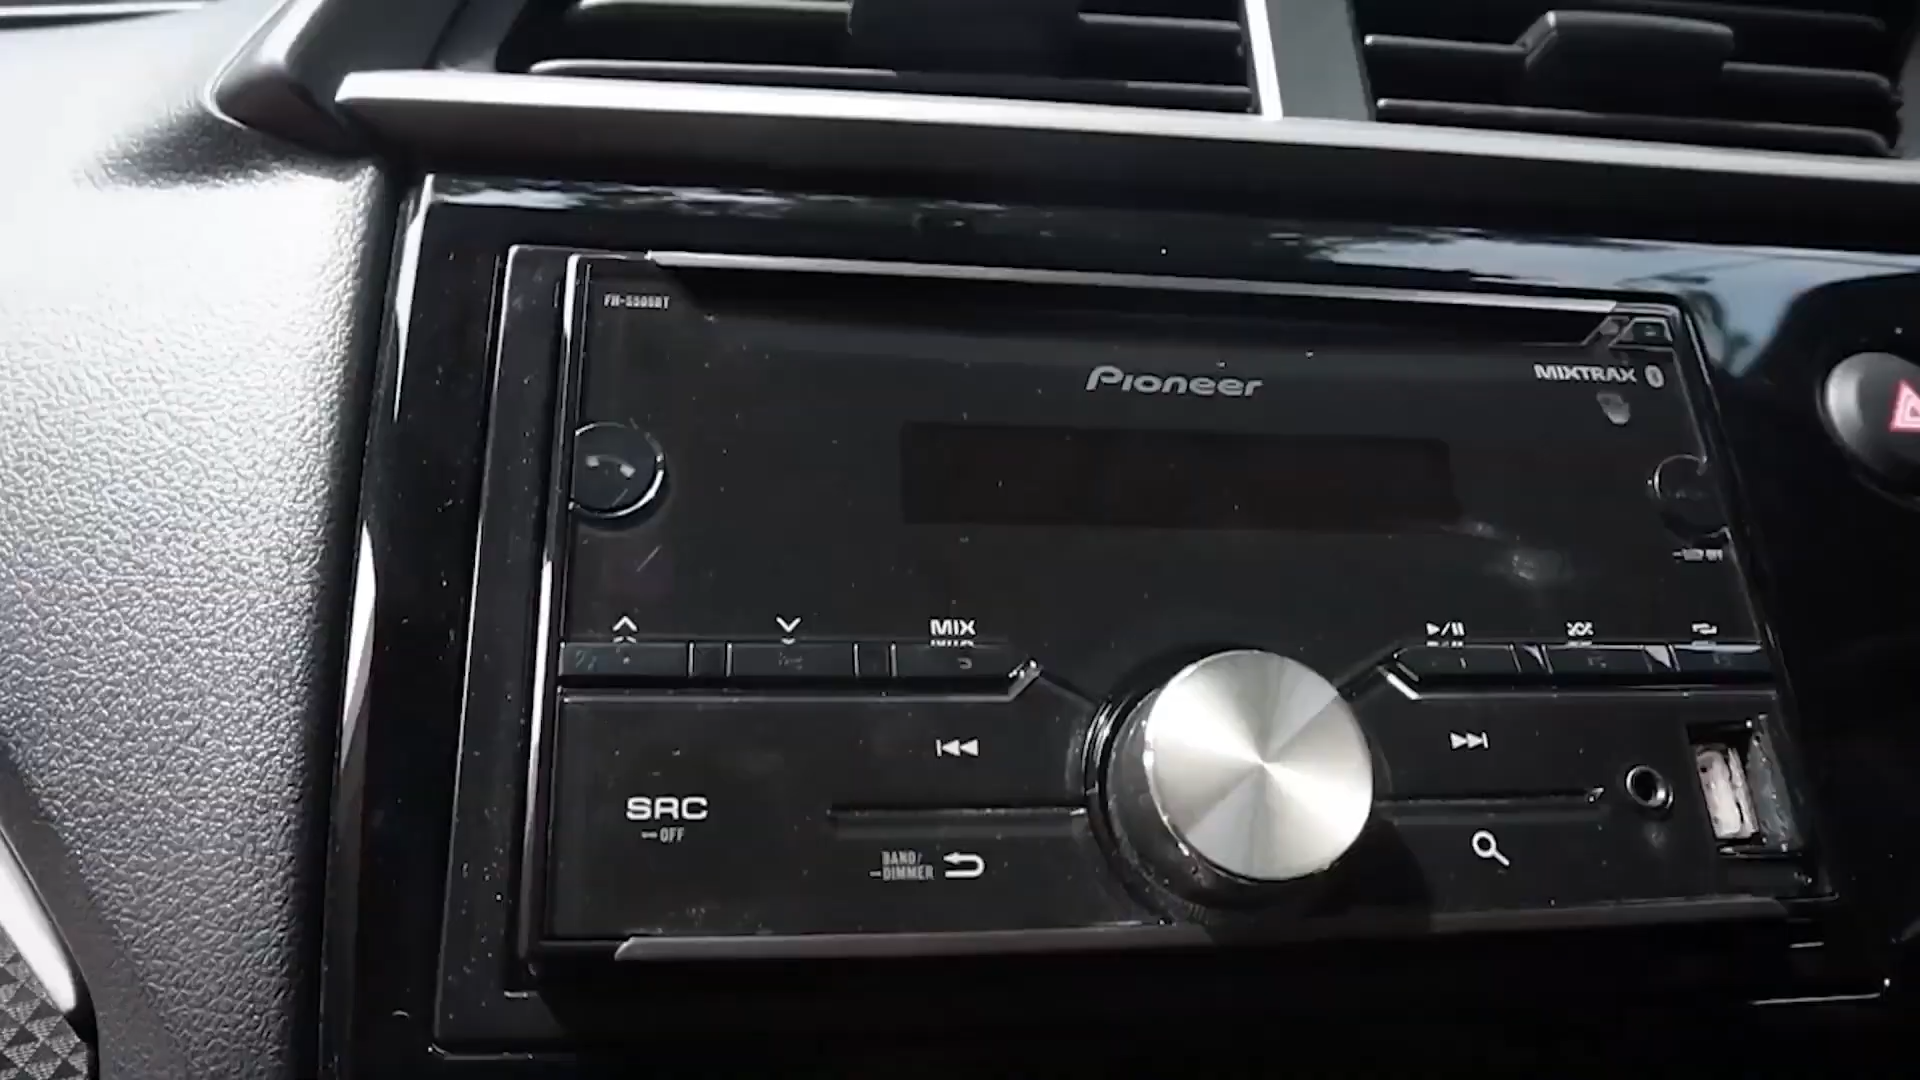 FH-S505BT
Pioneer
MIXTRAX
MIX
SRC
OFF
BAND/
DIMMER